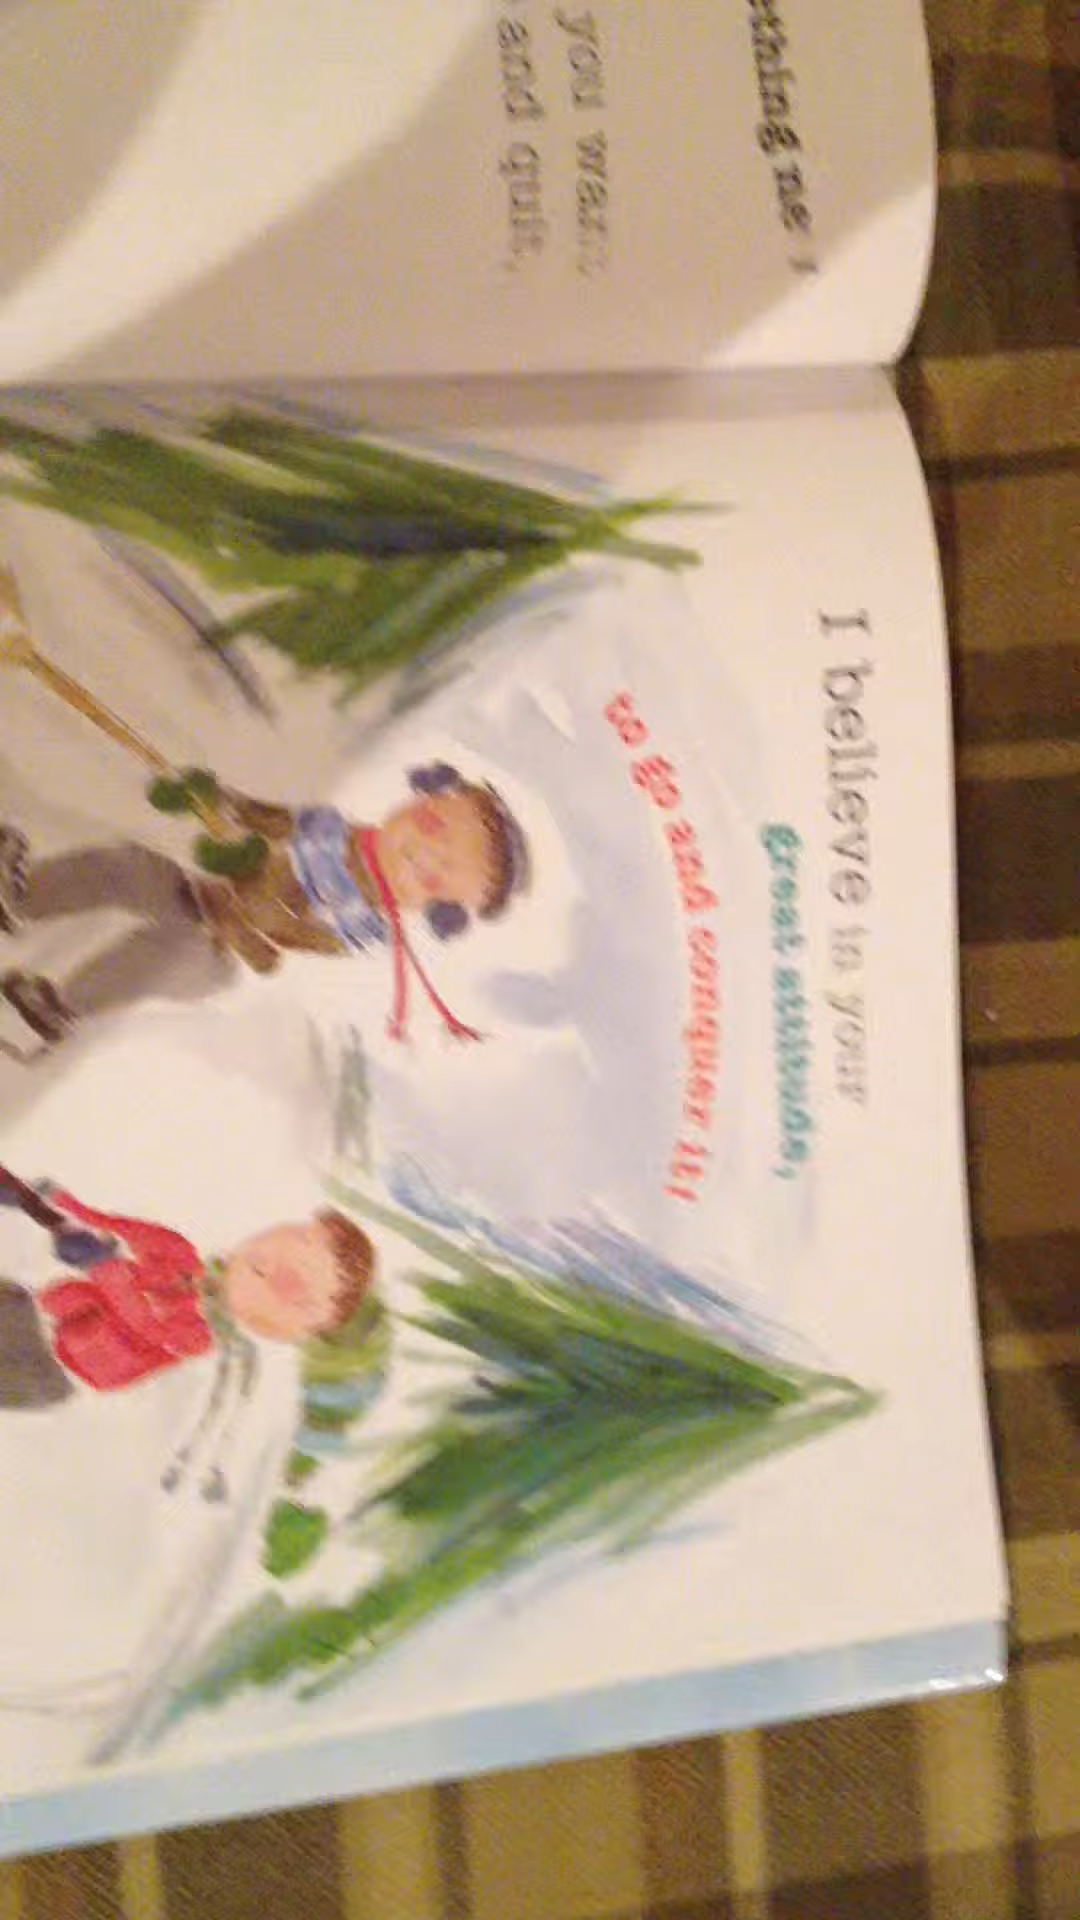 you want
and quit,
I believe in your
great attitude,
to go and conquer it!